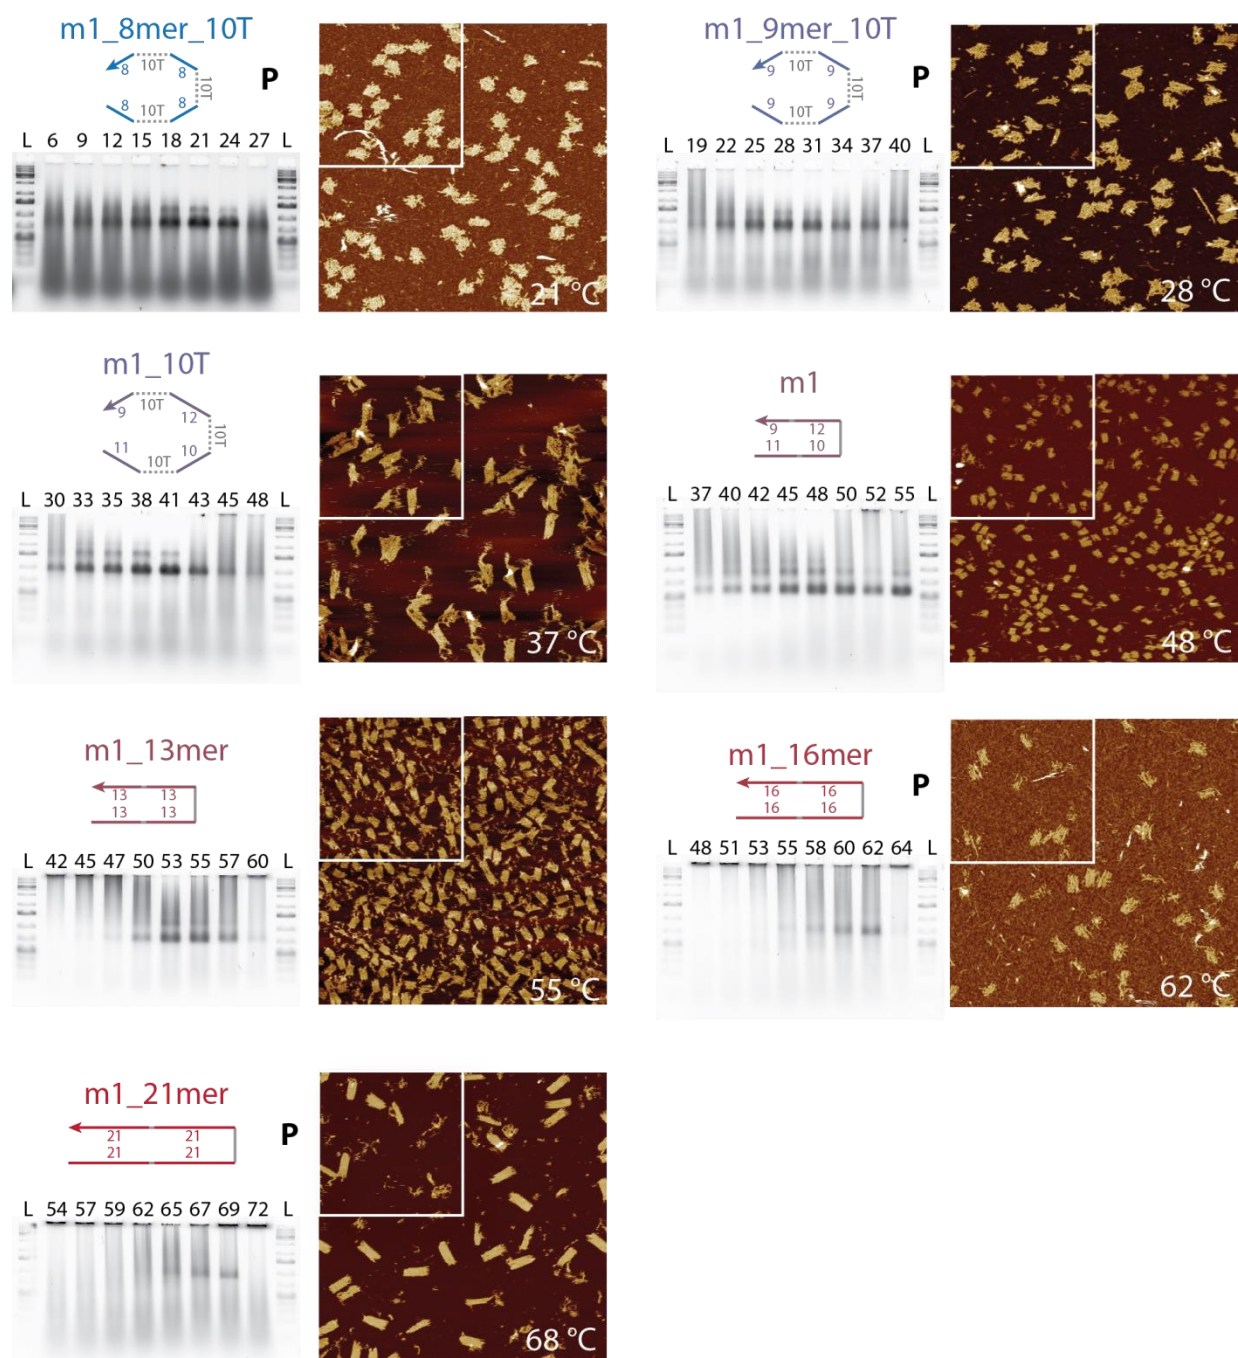 m1_8mer_10T
8 10T 8
10T
8 10T 8
P
L 6 9 12 15 18 21 24 27 L
21 °C
m1_9mer_10T
9 10T 9
10T
9 10T 9
P
L 19 22 25 28 31 34 37 40 L
28 °C
m1_10T
9 10T 12
10T
11 10T 10
L 30 33 35 38 41 43 45 48 L
37 °C
m1
9 12
11 10
L 37 40 42 45 48 50 52 55 L
48 °C
m1_13mer
13 13
13 13
L 42 45 47 50 53 55 57 60 L
55 °C
m1_16mer
16 16
16 16
P
L 48 51 53 55 58 60 62 64 L
62 °C
m1_21mer
21 21
21 21
P
L 54 57 59 62 65 67 69 72 L
68 °C